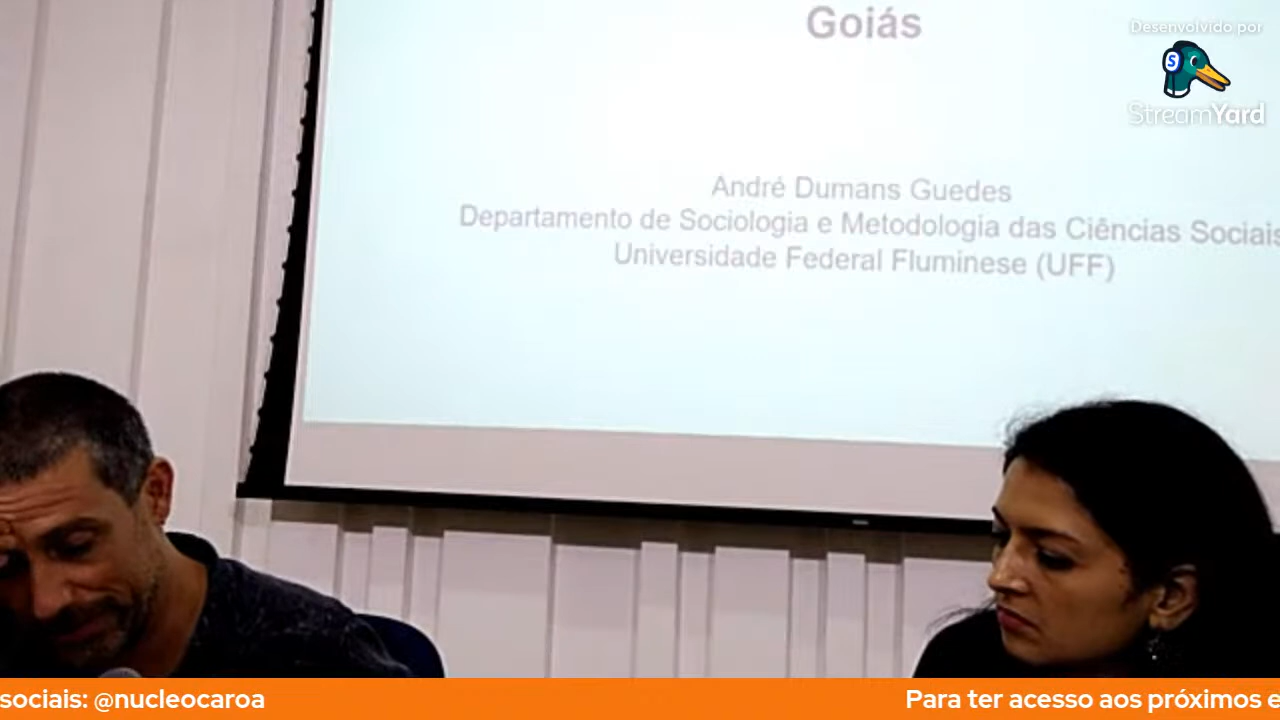 Goiás
Desenvolvido por
S
StreamYard
André Dumans Guedes
Departamento de Sociologia e Metodologia das Ciências Sociais
Universidade Federal Fluminese (UFF)
sociais: @nucleocaroa
Para ter acesso aos próximos e